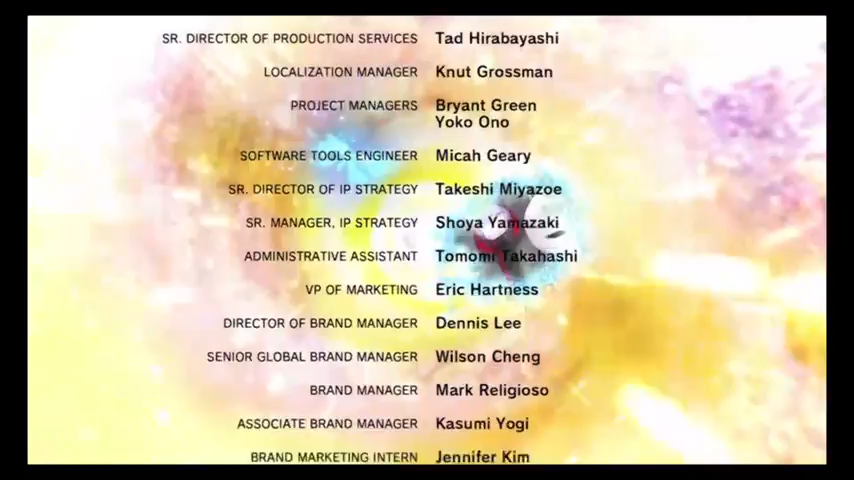 SR. DIRECTOR OF PRODUCTION SERVICES Tad Hirabayashi
LOCALIZATION MANAGER Knut Grossman
PROJECT MANAGERS Bryant Green
Yoko Ono
SOFTWARE TOOLS ENGINEER Micah Geary
SR. DIRECTOR OF IP STRATEGY Takeshi Miyazoe
SR. MANAGER, IP STRATEGY Shoya Yamazaki
ADMINISTRATIVE ASSISTANT Tomomi Takahashi
VP OF MARKETING Eric Hartness
DIRECTOR OF BRAND MANAGER Dennis Lee
SENIOR GLOBAL BRAND MANAGER Wilson Cheng
BRAND MANAGER Mark Religioso
ASSOCIATE BRAND MANAGER Kasumi Yogi
BRAND MARKETING INTERN Jennifer Kim